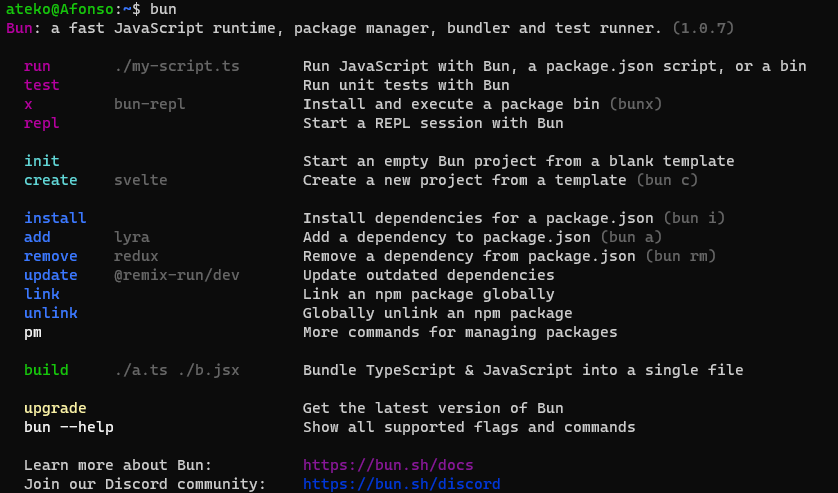 ateko@Afonso:~$ bun
Bun: a fast JavaScript runtime, package manager, bundler and test runner. (1.0.7)
run ./my-script.ts Run JavaScript with Bun, a package.json script, or a bin
test Run unit tests with Bun
x bun-repl Install and execute a package bin (bunx)
repl Start a REPL session with Bun
init Start an empty Bun project from a blank template
create svelte Create a new project from a template (bun c)
install Install dependencies for a package.json (bun i)
add lyra Add a dependency to package.json (bun a)
remove redux Remove a dependency from package.json (bun rm)
update @remix-run/dev Update outdated dependencies
link Link an npm package globally
unlink Globally unlink an npm package
pm More commands for managing packages
build ./a.ts ./b.jsx Bundle TypeScript & JavaScript into a single file
upgrade Get the latest version of Bun
bun --help Show all supported flags and commands
Learn more about Bun: https://bun.sh/docs
Join our Discord community: https://bun.sh/discord